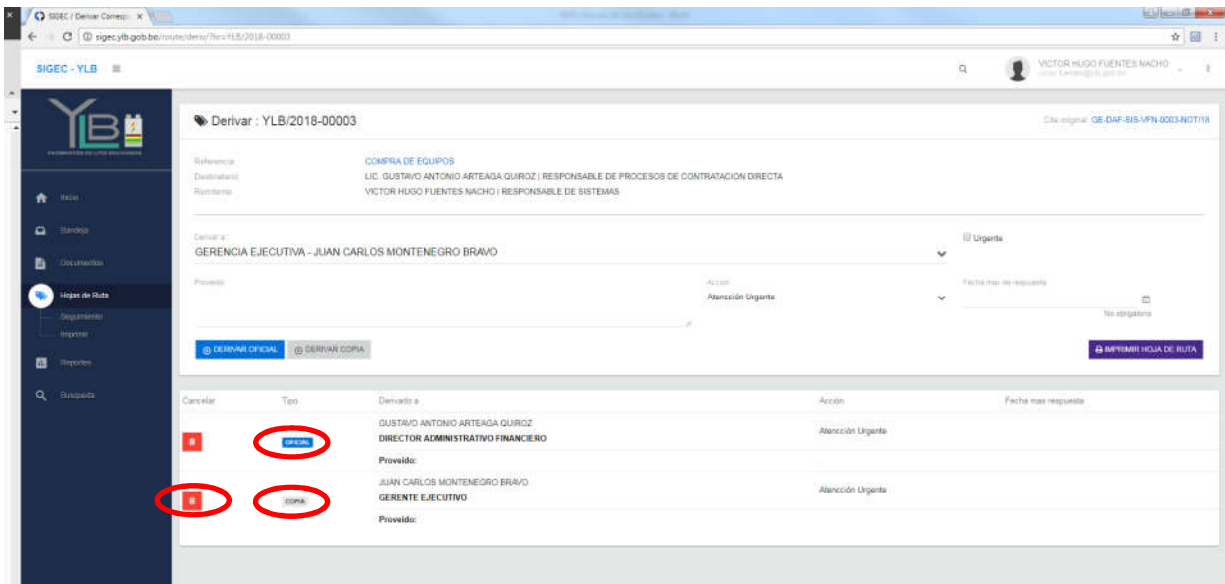 SIGEC / Derivar Corresp
sigec.ylb.gob.bo/route/deriv/?hr=YLB/2018-00003
SIGEC - YLB
VICTOR HUGO FUENTES NACHO
YLB
Derivar : YLB/2018-00003
Cite original: GE-DAF-SIS-VFN-0003-NOT/18
Referencia: COMPRA DE EQUIPOS
Destinatario: LIC. GUSTAVO ANTONIO ARTEAGA QUIROZ | RESPONSABLE DE PROCESOS DE CONTRATACION DIRECTA
Remitente: VICTOR HUGO FUENTES NACHO | RESPONSABLE DE SISTEMAS
Inicio
Bandeja
Documentos
Hojas de Ruta
Seguimiento
Imprimir
Reportes
Busqueda
Derivar a:
GERENCIA EJECUTIVA - JUAN CARLOS MONTENEGRO BRAVO
Urgente
Proveido:
Accion
Atanscción Urgente
Fecha max de respuesta
No obligatorio
DERIVAR OFICIAL
DERIVAR COPIA
IMPRIMIR HOJA DE RUTA
Cancelar Tipo Derivado a Acción Fecha max respuesta
GUSTAVO ANTONIO ARTEAGA QUIROZ
OFICIAL DIRECTOR ADMINISTRATIVO FINANCIERO
Atanscción Urgente
Proveido:
JUAN CARLOS MONTENEGRO BRAVO
COPIA GERENTE EJECUTIVO
Atanscción Urgente
Proveido: